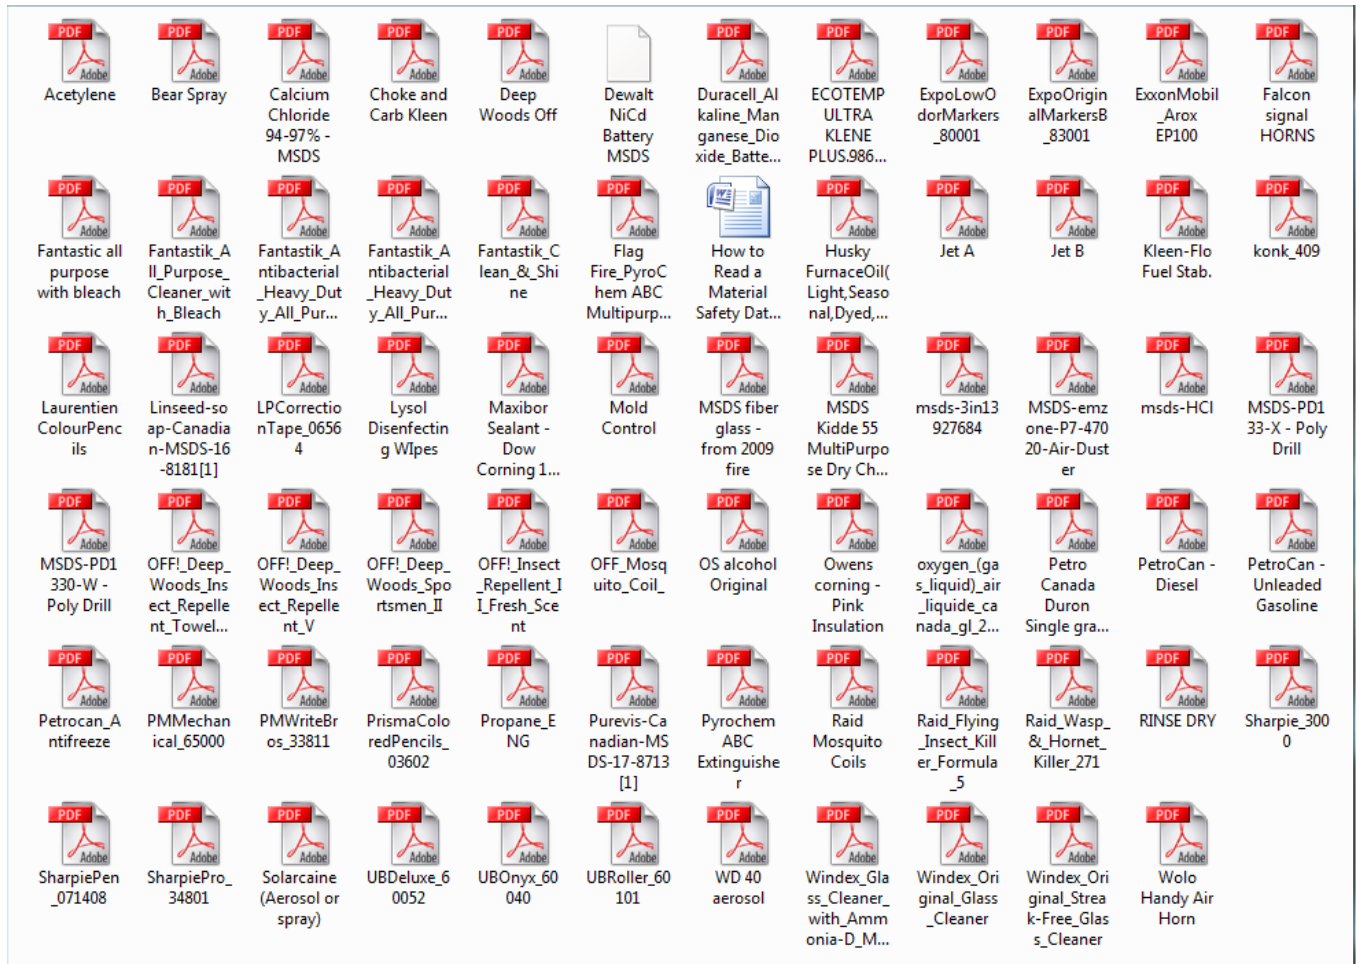 Acetylene
Bear Spray
Calcium
Chloride
94-97% -
MSDS
Choke and
Carb Kleen
Deep
Woods Off
Dewalt
NiCd
Battery
MSDS
Duracell_Al
kaline_Man
ganese_Dio
xide_Batte...
ECOTEMP
ULTRA
KLENE
PLUS.986...
ExpoLowO
dorMarkers
_80001
ExpoOrigin
alMarkersB
_83001
ExxonMobil
_Arox
EP100
Falcon
signal
HORNS
Fantastic all
purpose
with bleach
Fantastik_A
ll_Purpose_
Cleaner_wit
h_Bleach
Fantastik_A
ntibacterial
_Heavy_Dut
y_All_Pur...
Fantastik_A
ntibacterial
_Heavy_Dut
y_All_Pur...
Fantastik_C
lean_&_Shi
ne
Flag
Fire_PyroC
hem ABC
Multipurp...
How to
Read a
Material
Safety Dat...
Husky
FurnaceOil(
Light,Seaso
nal,Dyed,...
Jet A
Jet B
Kleen-Flo
Fuel Stab.
konk_409
Laurentien
ColourPenc
ils
Linseed-so
ap-Canadia
n-MSDS-16
-8181[1]
LPCorrectio
nTape_0656
4
Lysol
Disenfectin
g WIpes
Maxibor
Sealant -
Dow
Corning 1...
Mold
Control
MSDS fiber
glass -
from 2009
fire
MSDS
Kidde 55
MultiPurpo
se Dry Ch...
msds-3in13
927684
MSDS-emz
one-P7-470
20-Air-Dust
er
msds-HCl
MSDS-PD1
33-X - Poly
Drill
MSDS-PD1
330-W -
Poly Drill
OFF!_Deep_
Woods_Ins
ect_Repelle
nt_Towel...
OFF!_Deep_
Woods_Ins
ect_Repelle
nt_V
OFF!_Deep_
Woods_Spo
rtsmen_II
OFF!_Insect
_Repellent_I
I_Fresh_Sce
nt
OFF_Mosq
uito_Coil_
OS alcohol
Original
Owens
corning -
Pink
Insulation
oxygen_(ga
s_liquid)_air
_liquide_ca
nada_gl_2...
Petro
Canada
Duron
Single gra...
PetroCan -
Diesel
PetroCan -
Unleaded
Gasoline
Petrocan_A
ntifreeze
PMMechan
ical_65000
PMWriteBr
os_33811
PrismaColo
redPencils_
03602
Propane_E
NG
Purevis-Ca
nadian-MS
DS-17-8713
[1]
Pyrochem
ABC
Extinguishe
r
Raid
Mosquito
Coils
Raid_Flying
_Insect_Kill
er_Formula
_5
Raid_Wasp_
&_Hornet_
Killer_271
RINSE DRY
Sharpie_300
0
SharpiePen
_071408
SharpiePro_
34801
Solarcaine
(Aerosol or
spray)
UBDeluxe_6
0052
UBOnyx_60
040
UBRoller_60
101
WD 40
aerosol
Windex_Gla
ss_Cleaner_
with_Amm
onia-D_M...
Windex_Ori
ginal_Glass
_Cleaner
Windex_Ori
ginal_Strea
k-Free_Glas
s_Cleaner
Wolo
Handy Air
Horn